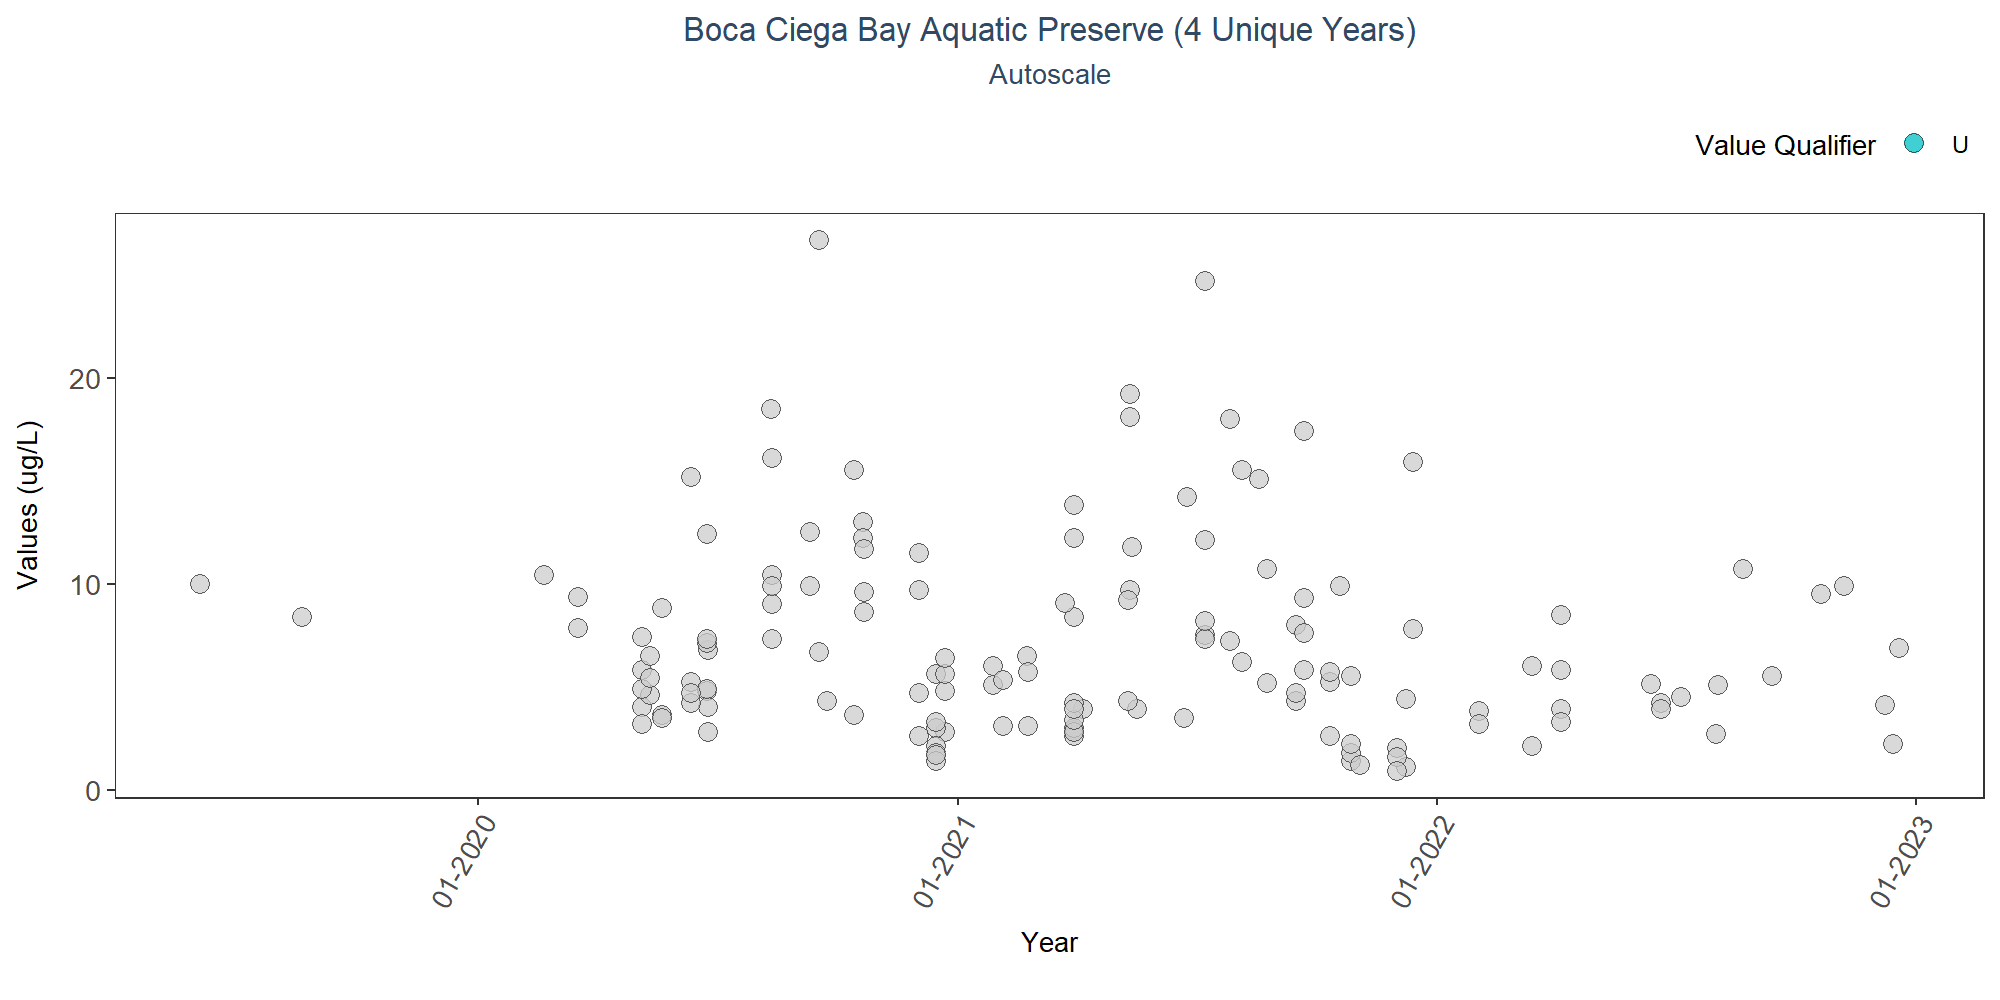 Boca Ciega Bay Aquatic Preserve (4 Unique Years)
Autoscale
Value Qualifier U
Values (ug/L)
20
10
0
01-2020
01-2021
01-2022
01-2023
Year